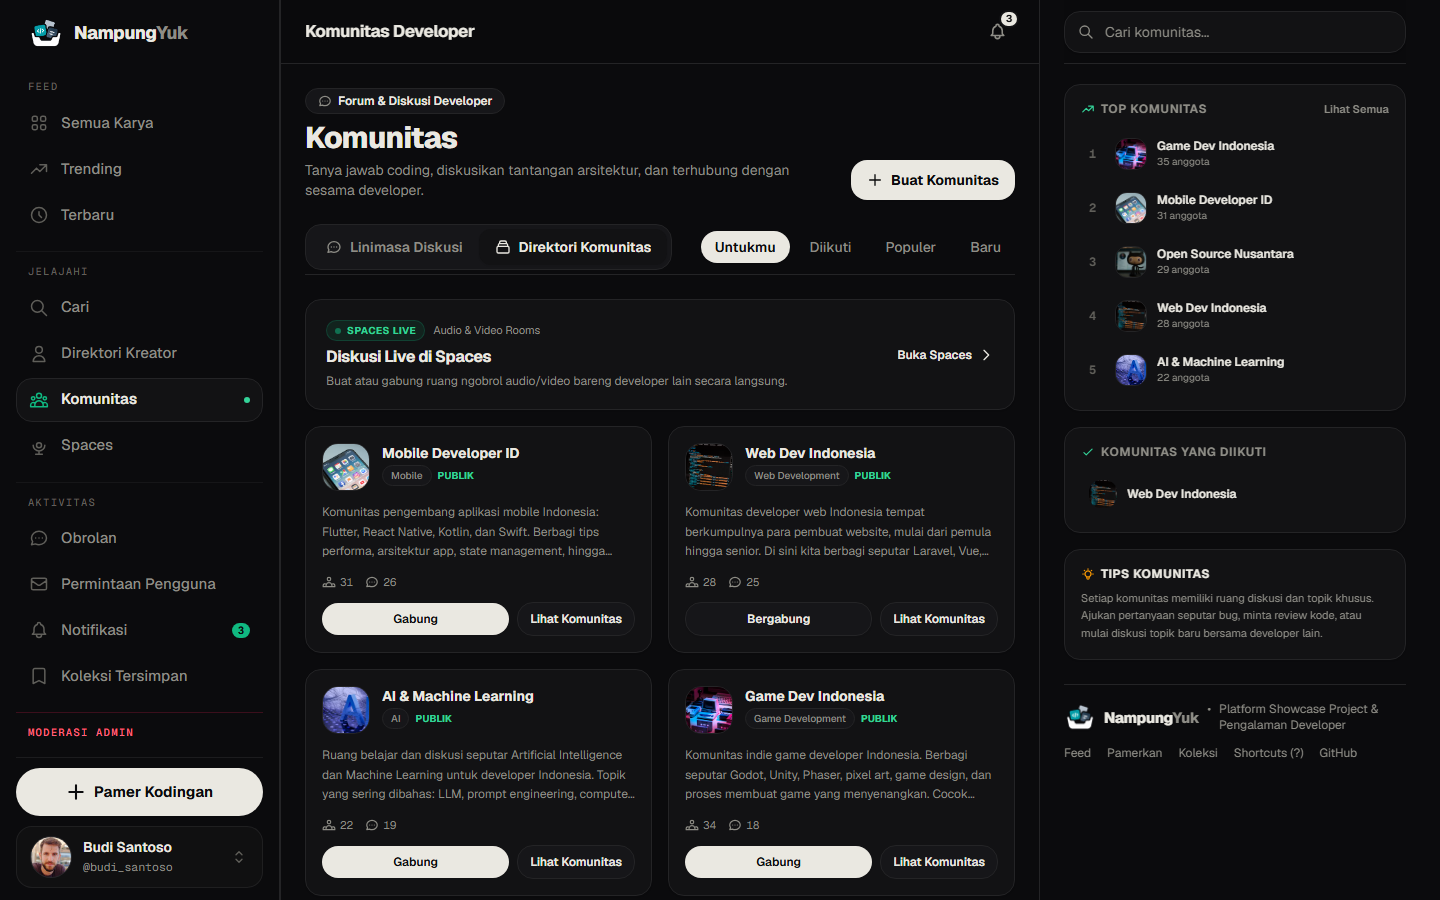 NampungYuk
FEED
Semua Karya
Trending
Terbaru
JELAJAHI
Cari
Direktori Kreator
Komunitas
Spaces
AKTIVITAS
Obrolan
Permintaan Pengguna
Notifikasi 3
Koleksi Tersimpan
MODERASI ADMIN
Pamer Kodingan
Budi Santoso
@budi_santoso
Komunitas Developer
3
Forum & Diskusi Developer
Komunitas
Tanya jawab coding, diskusikan tantangan arsitektur, dan terhubung dengan
sesama developer.
Buat Komunitas
Linimasa Diskusi Direktori Komunitas Untukmu Diikuti Populer Baru
SPACES LIVE Audio & Video Rooms
Diskusi Live di Spaces
Buat atau gabung ruang ngobrol audio/video bareng developer lain secara langsung.
Buka Spaces
Mobile Developer ID
Mobile PUBLIK
Komunitas pengembang aplikasi mobile Indonesia:
Flutter, React Native, Kotlin, dan Swift. Berbagi tips
performa, arsitektur app, state management, hingga...
31 26
Gabung Lihat Komunitas
Web Dev Indonesia
Web Development PUBLIK
Komunitas developer web Indonesia tempat
berkumpulnya para pembuat website, mulai dari pemula
hingga senior. Di sini kita berbagi seputar Laravel, Vue,...
28 25
Bergabung Lihat Komunitas
AI & Machine Learning
AI PUBLIK
Ruang belajar dan diskusi seputar Artificial Intelligence
dan Machine Learning untuk developer Indonesia. Topik
yang sering dibahas: LLM, prompt engineering, compute...
22 19
Gabung Lihat Komunitas
Game Dev Indonesia
Game Development PUBLIK
Komunitas indie game developer Indonesia. Berbagi
seputar Godot, Unity, Phaser, pixel art, game design, dan
proses membuat game yang menyenangkan. Cocok...
34 18
Gabung Lihat Komunitas
Cari komunitas...
TOP KOMUNITAS Lihat Semua
1 Game Dev Indonesia
35 anggota
2 Mobile Developer ID
31 anggota
3 Open Source Nusantara
29 anggota
4 Web Dev Indonesia
28 anggota
5 AI & Machine Learning
22 anggota
KOMUNITAS YANG DIIKUTI
Web Dev Indonesia
TIPS KOMUNITAS
Setiap komunitas memiliki ruang diskusi dan topik khusus.
Ajukan pertanyaan seputar bug, minta review kode, atau
mulai diskusi topik baru bersama developer lain.
NampungYuk • Platform Showcase Project &
Pengalaman Developer
Feed Pamerkan Koleksi Shortcuts (?) GitHub